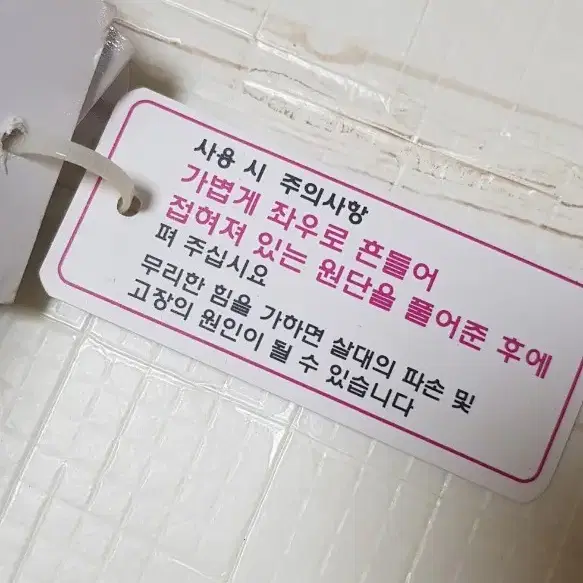 사용 시 주의사항
가볍게 좌우로 흔들어
접혀져 있는 원단을 풀어준 후에
펴 주십시요
무리한 힘을 가하면 살대의 파손 및
고장의 원인이 될 수 있습니다